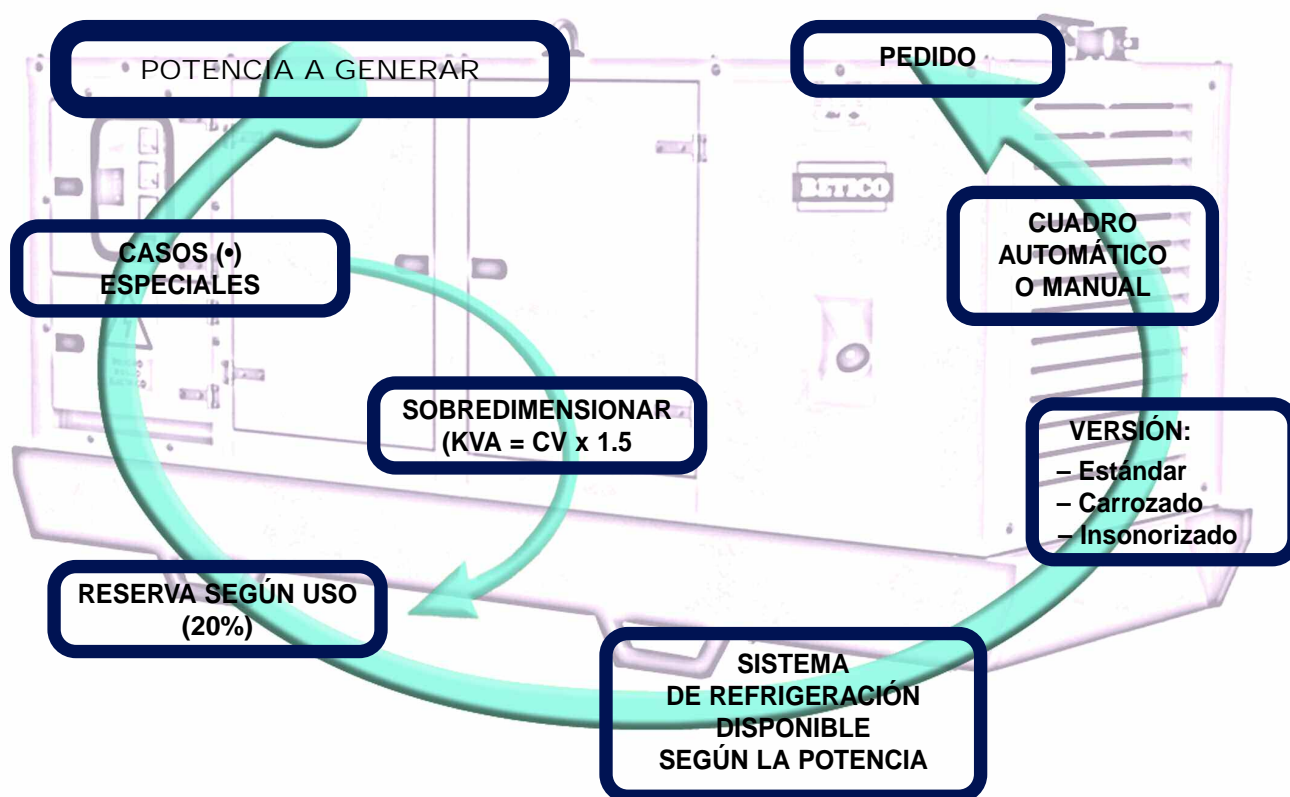 POTENCIA A GENERAR
PEDIDO
BETICO
CASOS (•)
ESPECIALES
CUADRO
AUTOMÁTICO
O MANUAL
SOBREDIMENSIONAR
(KVA = CV x 1.5
VERSIÓN:
– Estándar
– Carrozado
– Insonorizado
RESERVA SEGÚN USO
(20%)
SISTEMA
DE REFRIGERACIÓN
DISPONIBLE
SEGÚN LA POTENCIA